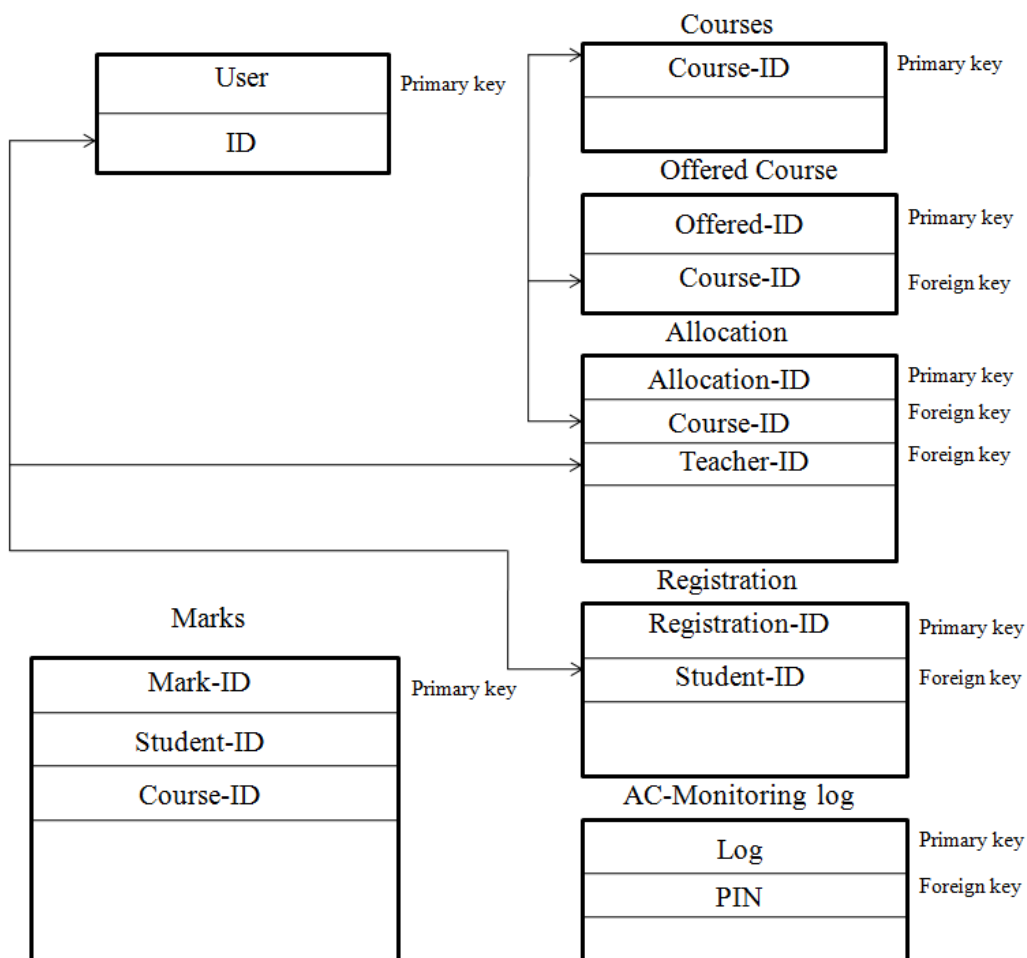 Courses
User
Primary key
Course-ID
Primary key
ID
Offered Course
Offered-ID
Primary key
Course-ID
Foreign key
Allocation
Allocation-ID
Primary key
Course-ID
Foreign key
Teacher-ID
Foreign key
Registration
Registration-ID
Primary key
Student-ID
Foreign key
Marks
Mark-ID
Primary key
Student-ID
Course-ID
AC-Monitoring log
Log
Primary key
PIN
Foreign key